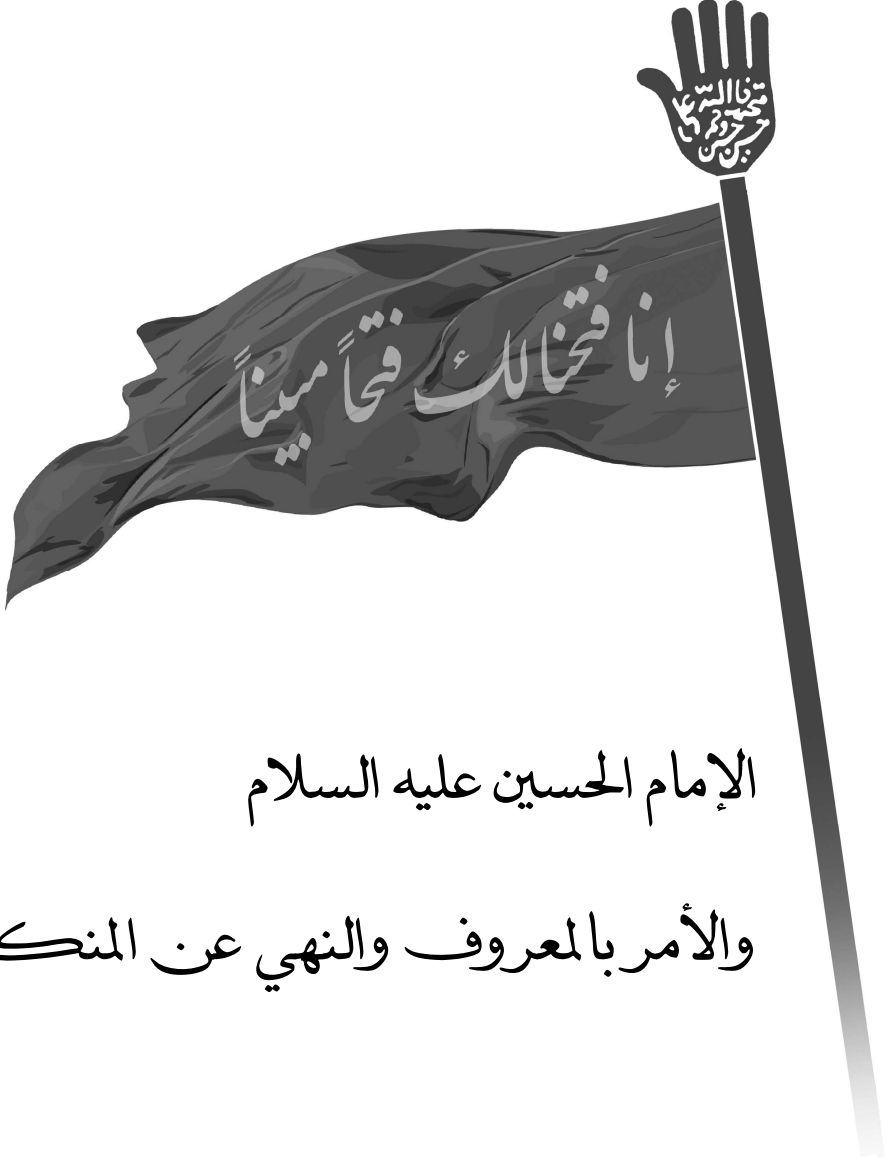 إنا فتحنا لك فتحاً مبيناً
الإمام الحسين عليه السلام
والأمر بالمعروف والنهي عن المنك